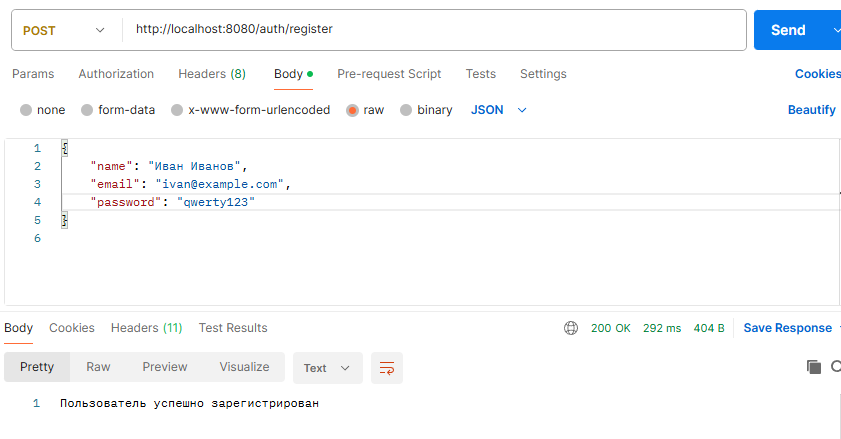 POST http://localhost:8080/auth/register Send
Params Authorization Headers (8) Body Pre-request Script Tests Settings Cookies
none form-data x-www-form-urlencoded raw binary JSON Beautify
1 {
2 "name": "Иван Иванов",
3 "email": "ivan@example.com",
4 "password": "qwerty123"
5 }
6
Body Cookies Headers (11) Test Results 200 OK 292 ms 404 B Save Response
Pretty Raw Preview Visualize Text
1 Пользователь успешно зарегистрирован